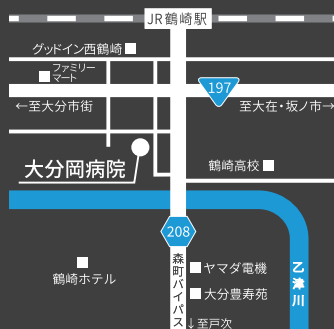 JR鶴崎駅
グッドイン西鶴崎
ファミリー
マート
197
←至大分市街
至大在・坂ノ市→
大分岡病院
鶴崎高校
208
森町バイパス
ヤマダ電機
乙津川
鶴崎ホテル
大分豊寿苑
↓至戸次